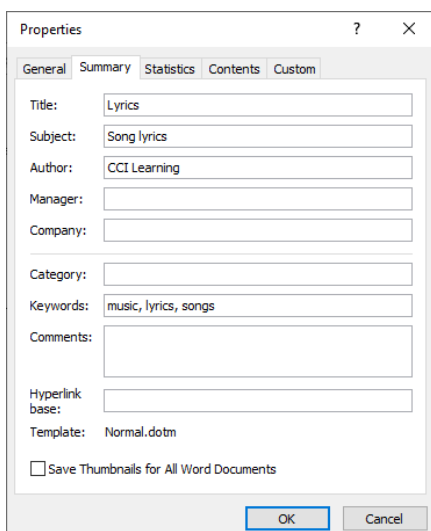 Properties
?
General Summary Statistics Contents Custom
Title: Lyrics
Subject: Song lyrics
Author: CCI Learning
Manager:
Company:
Category:
Keywords: music, lyrics, songs
Comments:
Hyperlink
base:
Template: Normal.dotm
Save Thumbnails for All Word Documents
OK Cancel